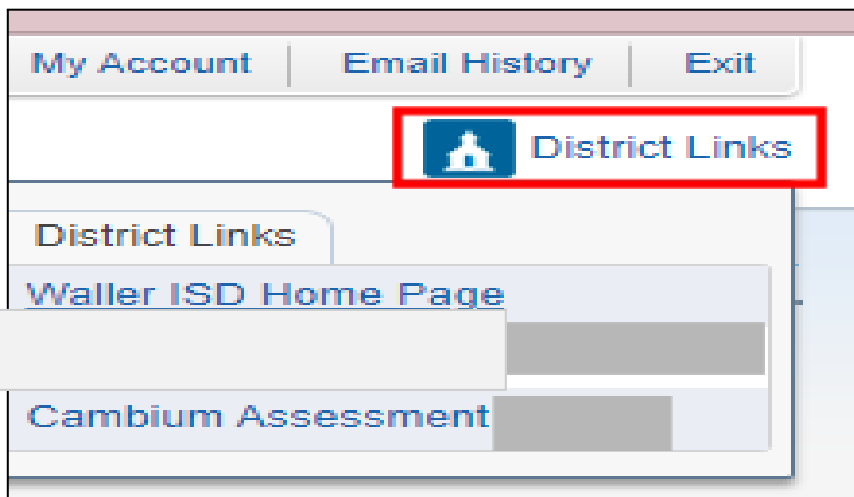 My Account | Email History | Exit
District Links
District Links
Waller ISD Home Page
Cambium Assessment